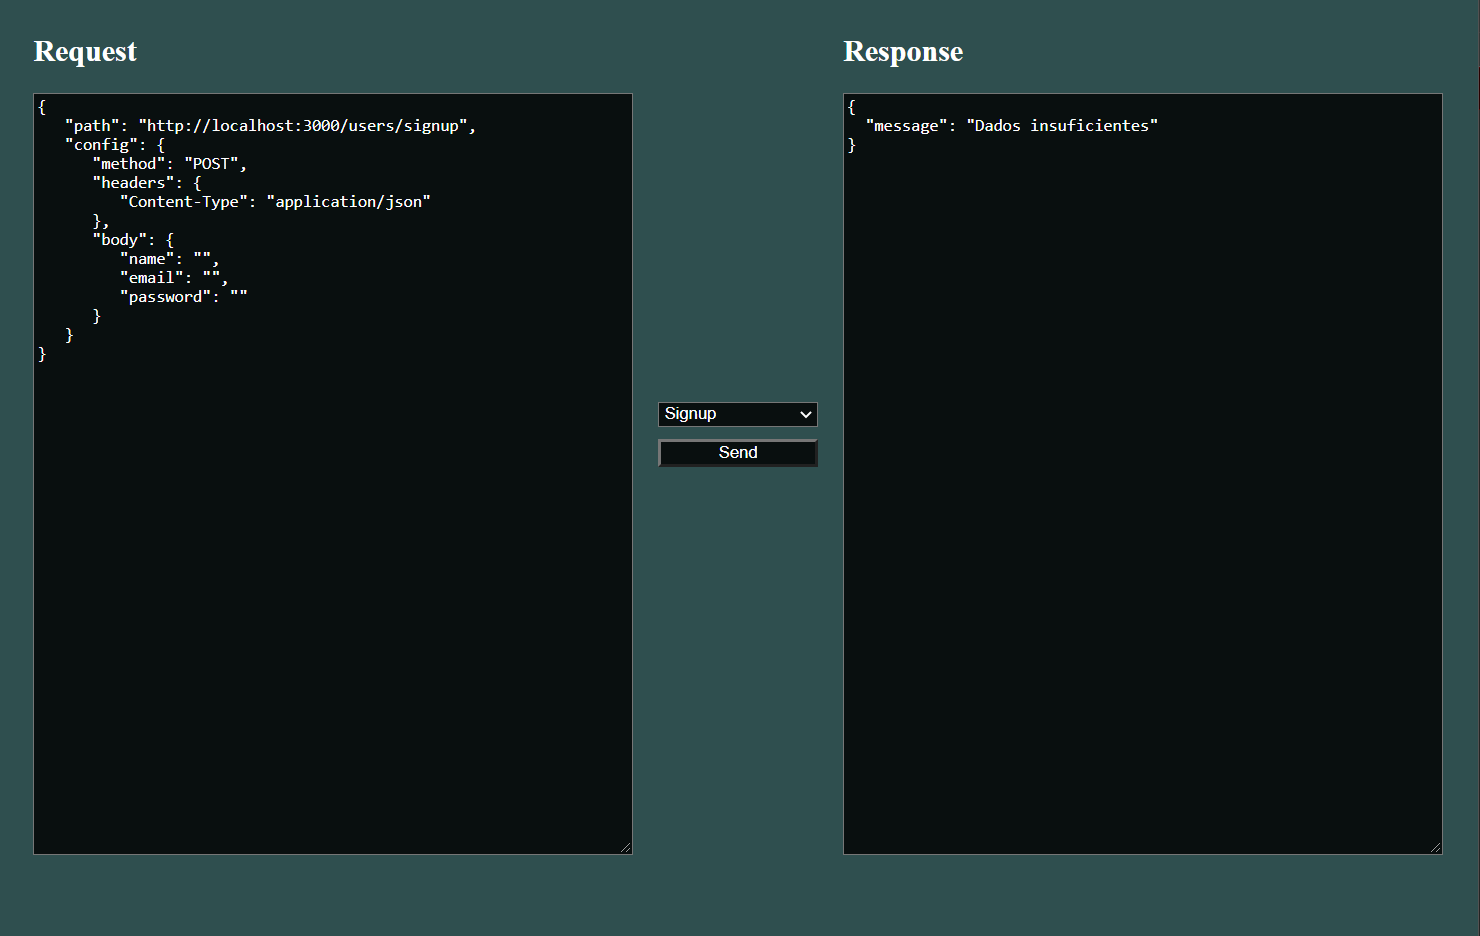 Request
{
   "path": "http://localhost:3000/users/signup",
   "config": {
      "method": "POST",
      "headers": {
         "Content-Type": "application/json"
      },
      "body": {
         "name": "",
         "email": "",
         "password": ""
      }
   }
}
Signup
Send
Response
{
  "message": "Dados insuficientes"
}